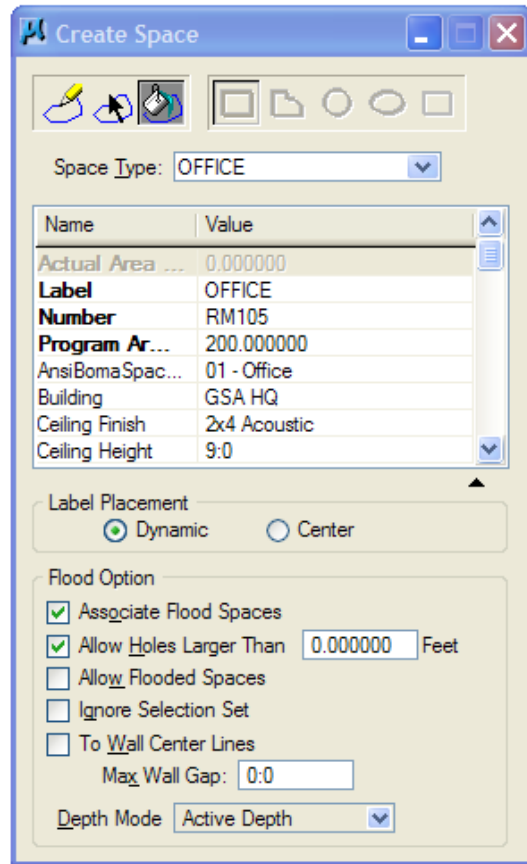 Create Space
Space Type: OFFICE
Name Value
Actual Area ... 0.000000
Label OFFICE
Number RM105
Program Ar... 200.000000
AnsiBomaSpac... 01 - Office
Building GSA HQ
Ceiling Finish 2x4 Acoustic
Ceiling Height 9:0
Label Placement
Dynamic Center
Flood Option
Associate Flood Spaces
Allow Holes Larger Than 0.000000 Feet
Allow Flooded Spaces
Ignore Selection Set
To Wall Center Lines
Max Wall Gap: 0:0
Depth Mode Active Depth